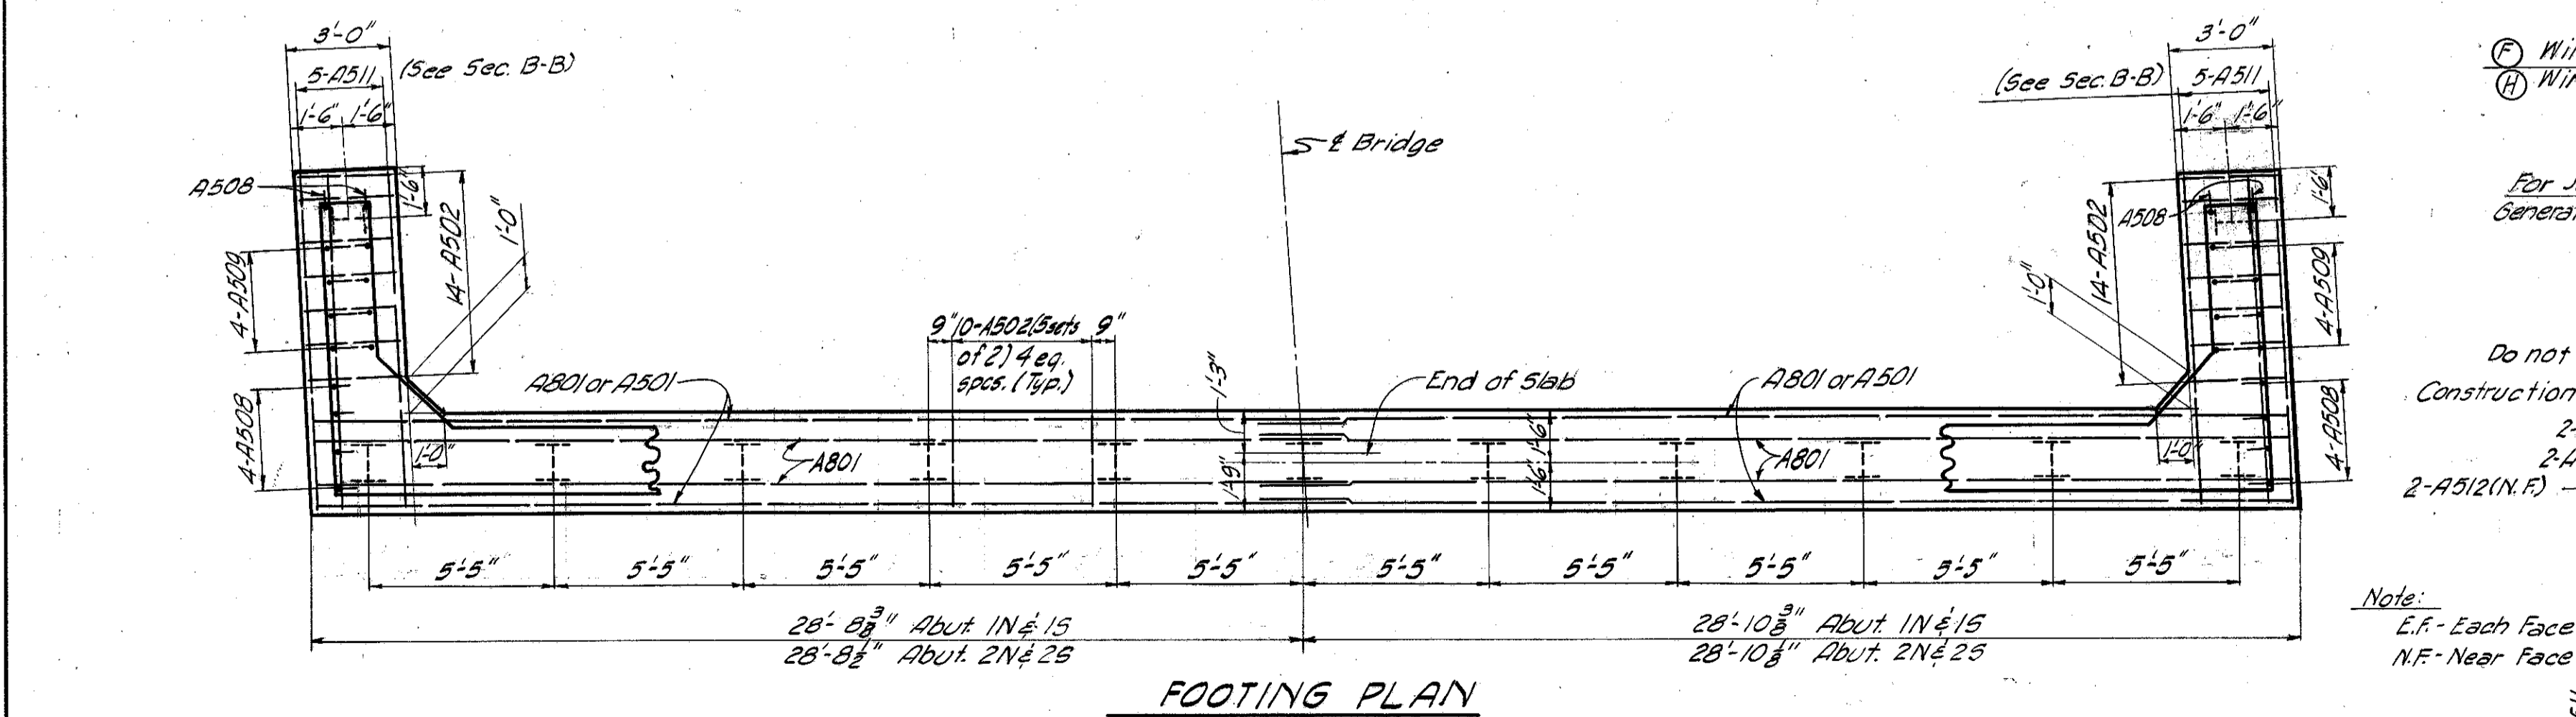 3'-0"
5-A511 (See Sec. B-B)
1'-6" 1'-6"
A508
1'-6"
14-A502
1'-0"
4-A509
4-A508
1'-0"
A801 or A501
9" 10-A502 (5 sets 9"
of 2) 4 eq.
spcs. (Typ.)
A801
℄ Bridge
1'-3"
1'-9"
End of Slab
1'-6"
1'-6"
A801 or A501
A801
3'-0"
(See Sec. B-B) 5-A511
1'-6" 1'-6"
A508
1'-6"
14-A502
1'-0"
4-A509
4-A508
1'-0"
5'-5" 5'-5" 5'-5" 5'-5" 5'-5" 5'-5" 5'-5" 5'-5" 5'-5" 5'-5"
28'-8 3/8" Abut. 1N & 1S
28'-8 1/2" Abut. 2N & 2S
28'-10 3/8" Abut. 1N & 1S
28'-10 1/8" Abut. 2N & 2S
FOOTING PLAN
F
H
For
Do not
Construction
2-
2-A
2-A512 (N.F.)
Note:
E.F. - Each Face
N.F. - Near Face